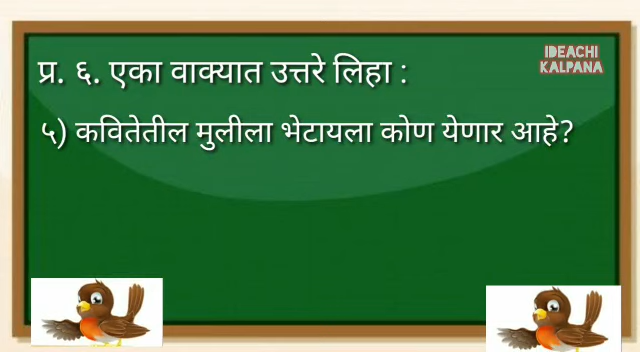 IDEACHI
KALPANA
प्र. ६. एका वाक्यात उत्तरे लिहा :
५) कवितेतील मुलीला भेटायला कोण येणार आहे?